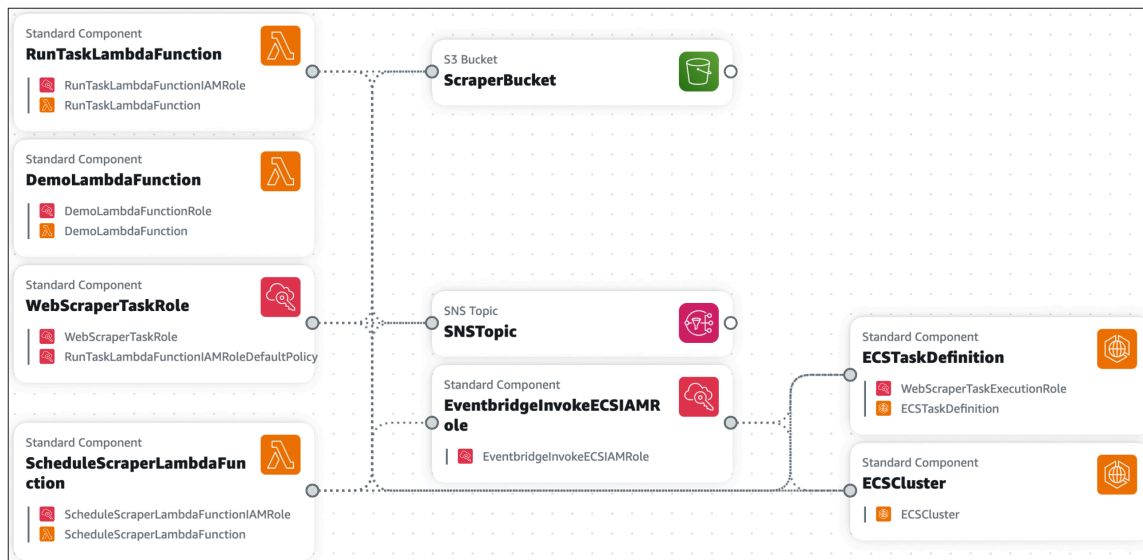 Standard Component
RunTaskLambdaFunction
RunTaskLambdaFunctionIAMRole
RunTaskLambdaFunction
Standard Component
DemoLambdaFunction
DemoLambdaFunctionRole
DemoLambdaFunction
Standard Component
WebScraperTaskRole
WebScraperTaskRole
RunTaskLambdaFunctionIAMRoleDefaultPolicy
Standard Component
ScheduleScraperLambdaFun
ction
ScheduleScraperLambdaFunctionIAMRole
ScheduleScraperLambdaFunction
S3 Bucket
ScraperBucket
SNS Topic
SNSTopic
Standard Component
EventbridgeInvokeECSIAMR
ole
EventbridgeInvokeECSIAMRole
Standard Component
ECSTaskDefinition
WebScraperTaskExecutionRole
ECSTaskDefinition
Standard Component
ECSCluster
ECSCluster